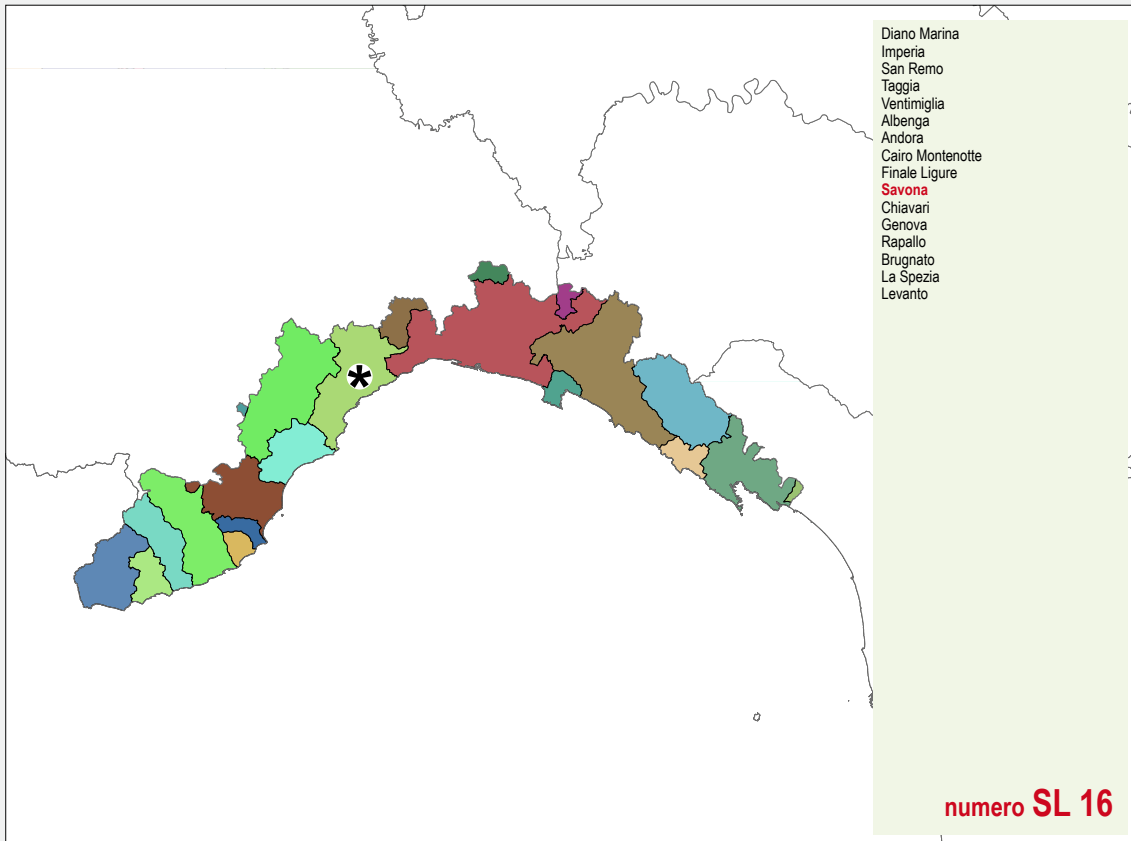 Diano Marina
Imperia
San Remo
Taggia
Ventimiglia
Albenga
Andora
Cairo Montenotte
Finale Ligure
Savona
Chiavari
Genova
Rapallo
Brugnato
La Spezia
Levanto
*
numero SL 16